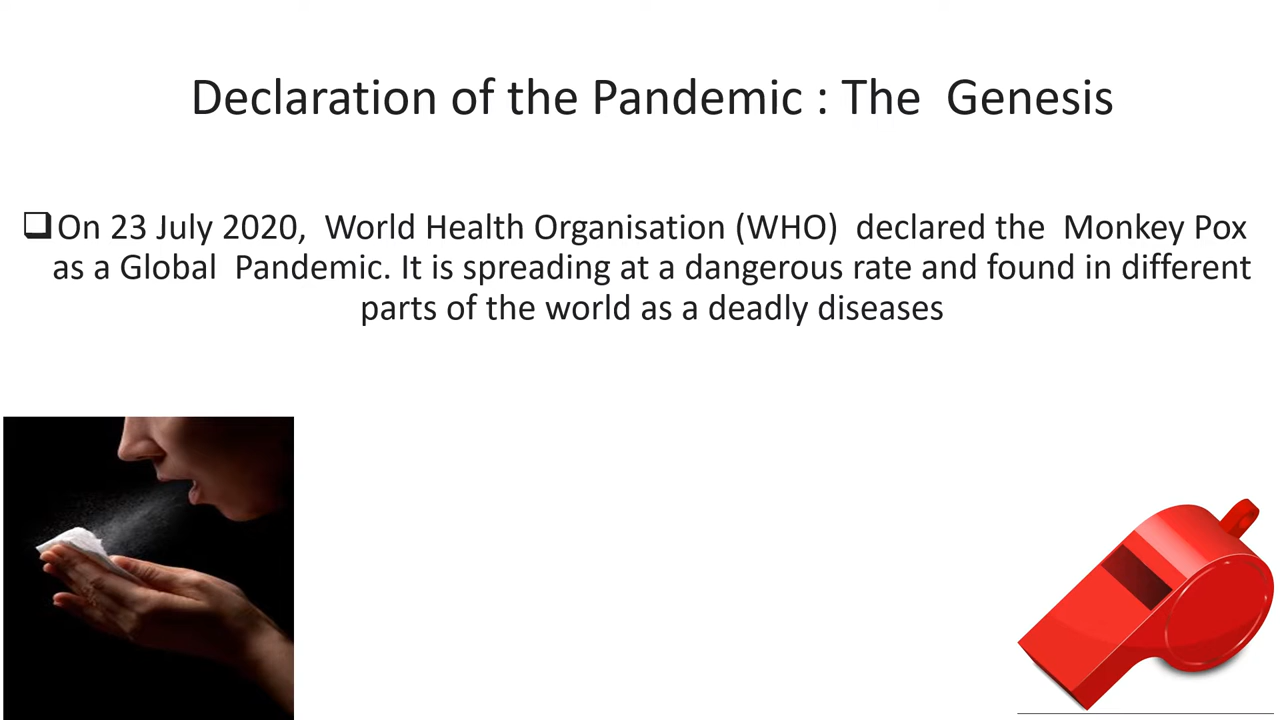 Declaration of the Pandemic : The Genesis
On 23 July 2020, World Health Organisation (WHO) declared the Monkey Pox
as a Global Pandemic. It is spreading at a dangerous rate and found in different
parts of the world as a deadly diseases